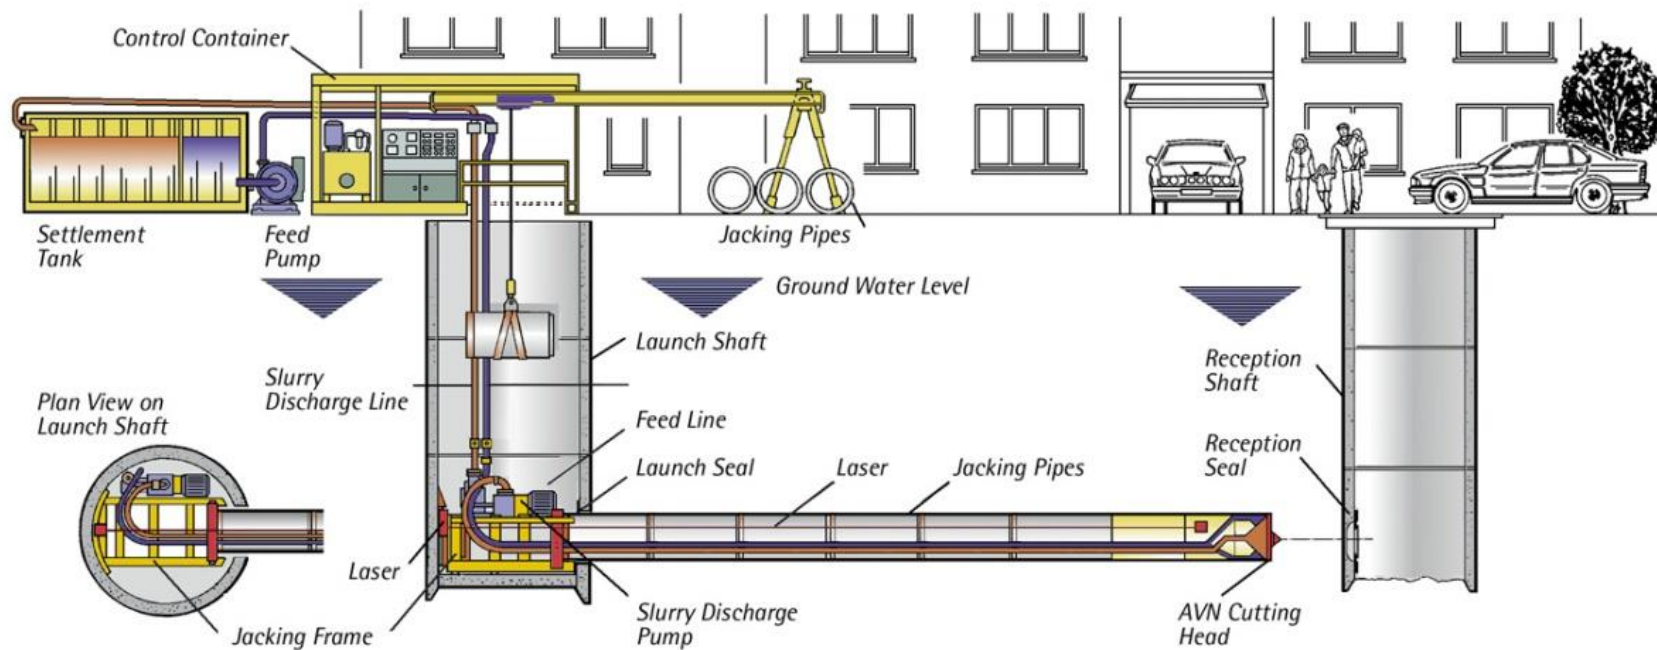 Control Container
Settlement
Tank
Feed
Pump
Jacking Pipes
Ground Water Level
Launch Shaft
Reception
Shaft
Slurry
Discharge Line
Plan View on
Launch Shaft
Feed Line
Launch Seal
Laser
Jacking Pipes
Reception
Seal
Laser
Jacking Frame
Slurry Discharge
Pump
AVN Cutting
Head